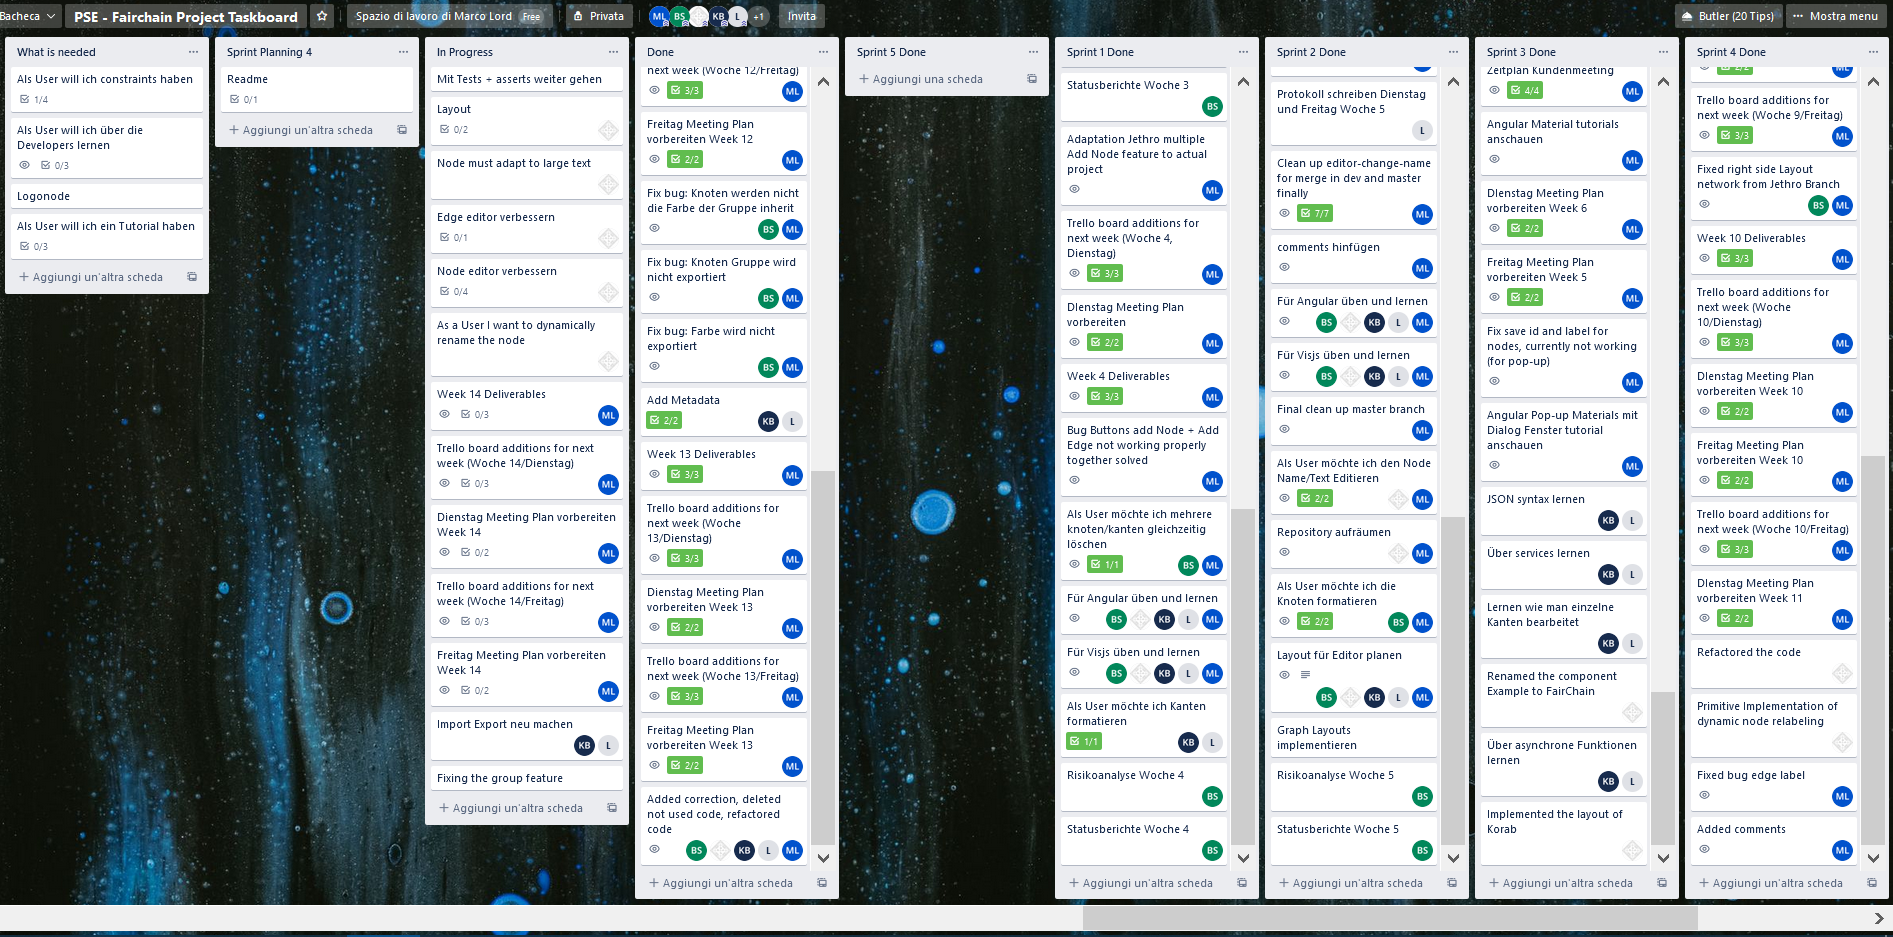 Bacheca
PSE - Fairchain Project Taskboard
Spazio di lavoro di Marco Lord Free
Privata
ML BS KB L +1
Invita
Butler (20 Tips)
Mostra menu
What is needed
Als User will ich constraints haben
1/4
Als User will ich über die
Developers lernen
0/3
Logonode
Als User will ich ein Tutorial haben
0/3
Aggiungi un'altra scheda
Sprint Planning 4
Readme
0/1
Aggiungi un'altra scheda
In Progress
Mit Tests + asserts weiter gehen
Layout
0/2
Node must adapt to large text
Edge editor verbessern
0/1
Node editor verbessern
0/4
As a User I want to dynamically
rename the node
Week 14 Deliverables
0/3
ML
Trello board additions for next
week (Woche 14/Dienstag)
0/3
ML
Dienstag Meeting Plan vorbereiten
Week 14
0/2
ML
Trello board additions for next
week (Woche 14/Freitag)
0/3
ML
Freitag Meeting Plan vorbereiten
Week 14
0/2
ML
Import Export neu machen
KB L
Fixing the group feature
Aggiungi un'altra scheda
Done
next week (Woche 12/Freitag)
3/3
ML
Freitag Meeting Plan
vorbereiten Week 12
2/2
ML
Fix bug: Knoten werden nicht
die Farbe der Gruppe inherit
BS ML
Fix bug: Knoten Gruppe wird
nicht exportiert
BS ML
Fix bug: Farbe wird nicht
exportiert
BS ML
Add Metadata
2/2
KB L
Week 13 Deliverables
3/3
ML
Trello board additions for
next week (Woche
13/Dienstag)
3/3
ML
Dienstag Meeting Plan
vorbereiten Week 13
2/2
ML
Trello board additions for
next week (Woche 13/Freitag)
3/3
ML
Freitag Meeting Plan
vorbereiten Week 13
2/2
ML
Added correction, deleted
not used code, refactored
code
BS KB L ML
Aggiungi un'altra scheda
Sprint 5 Done
Aggiungi una scheda
Sprint 1 Done
Statusberichte Woche 3
BS
Adaptation Jethro multiple
Add Node feature to actual
project
ML
Trello board additions for
next week (Woche 4,
Dienstag)
3/3
ML
DIenstag Meeting Plan
vorbereiten
2/2
ML
Week 4 Deliverables
3/3
ML
Bug Buttons add Node + Add
Edge not working properly
together solved
ML
Als User möchte ich mehrere
knoten/kanten gleichzeitig
löschen
1/1
BS ML
Für Angular üben und lernen
BS KB L ML
Für Visjs üben und lernen
BS KB L ML
Als User möchte ich Kanten
formatieren
1/1
KB L
Risikoanalyse Woche 4
BS
Statusberichte Woche 4
BS
Aggiungi un'altra scheda
Sprint 2 Done
Protokoll schreiben Dienstag
und Freitag Woche 5
L
Clean up editor-change-name
for merge in dev and master
finally
7/7
ML
comments hinfügen
ML
Für Angular üben und lernen
BS KB L ML
Für Visjs üben und lernen
BS KB L ML
Final clean up master branch
ML
Als User möchte ich den Node
Name/Text Editieren
2/2
ML
Repository aufräumen
ML
Als User möchte ich die
Knoten formatieren
2/2
BS ML
Layout für Editor planen
BS KB L ML
Graph Layouts
implementieren
Risikoanalyse Woche 5
BS
Statusberichte Woche 5
BS
Aggiungi un'altra scheda
Sprint 3 Done
Zeitplan Kundenmeeting
4/4
ML
Angular Material tutorials
anschauen
ML
DIenstag Meeting Plan
vorbereiten Week 6
2/2
ML
Freitag Meeting Plan
vorbereiten Week 5
2/2
ML
Fix save id and label for
nodes, currently not working
(for pop-up)
ML
Angular Pop-up Materials mit
Dialog Fenster tutorial
anschauen
ML
JSON syntax lernen
KB L
Über services lernen
KB L
Lernen wie man einzelne
Kanten bearbeitet
KB L
Renamed the component
Example to FairChain
Über asynchrone Funktionen
lernen
KB L
Implemented the layout of
Korab
Aggiungi un'altra scheda
Sprint 4 Done
2/2
ML
Trello board additions for
next week (Woche 9/Freitag)
3/3
ML
Fixed right side Layout
network from Jethro Branch
BS ML
Week 10 Deliverables
3/3
ML
Trello board additions for
next week (Woche
10/Dienstag)
3/3
ML
DIenstag Meeting Plan
vorbereiten Week 10
2/2
ML
Freitag Meeting Plan
vorbereiten Week 10
2/2
ML
Trello board additions for
next week (Woche 10/Freitag)
3/3
ML
DIenstag Meeting Plan
vorbereiten Week 11
2/2
ML
Refactored the code
Primitive Implementation of
dynamic node relabeling
Fixed bug edge label
ML
Added comments
ML
Aggiungi un'altra scheda